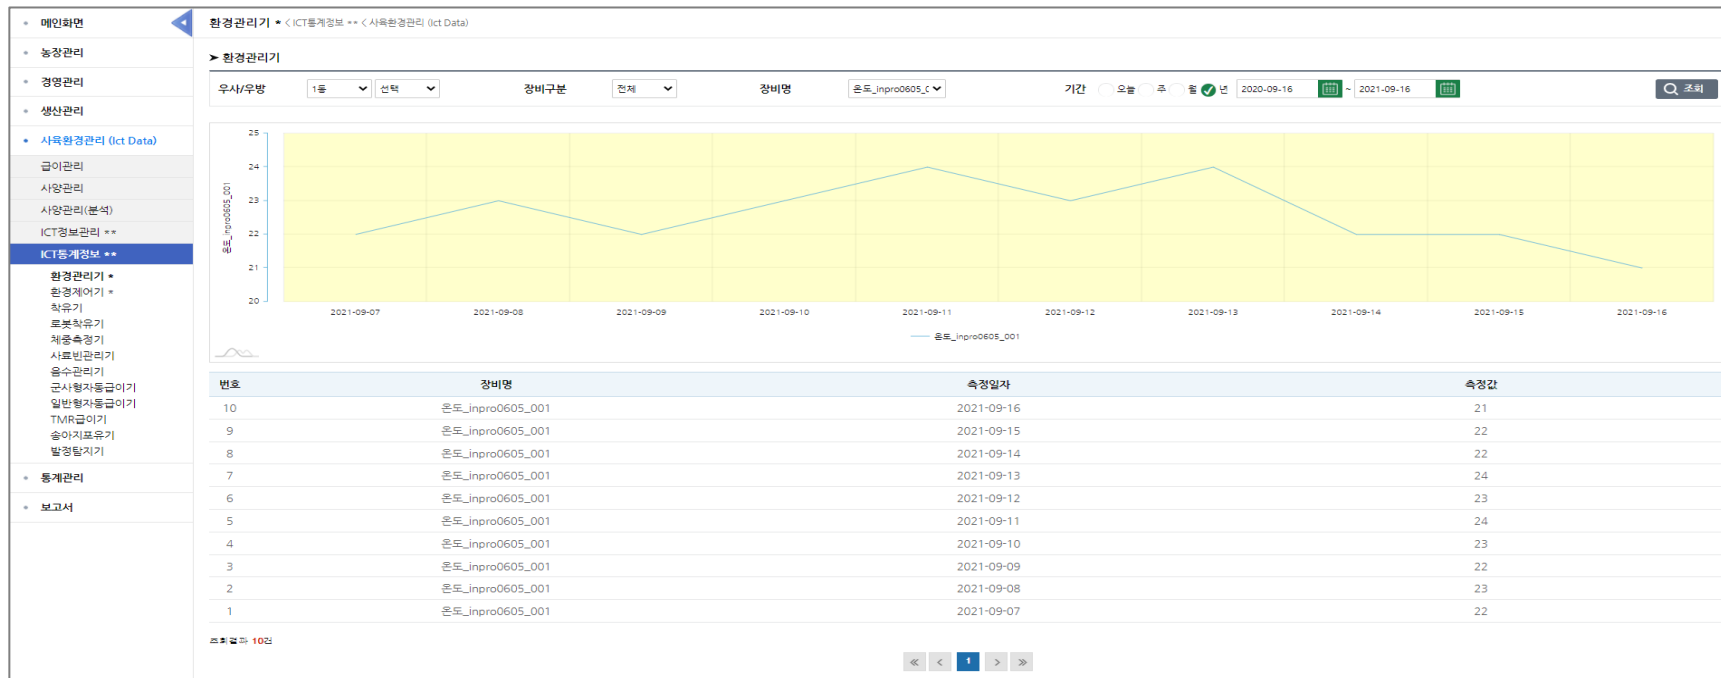 메인화면
농장관리
경영관리
생산관리
사육환경관리 (Ict Data)
급이관리
사양관리
사양관리(분석)
ICT정보관리 **
ICT통계정보 **
환경관리기 *
환경제어기 *
착유기
로봇착유기
체중측정기
사료빈관리기
음수관리기
군사형자동급이기
일반형자동급이기
TMR급이기
송아지포유기
발정탐지기
통계관리
보고서
환경관리기 * < ICT통계정보 ** < 사육환경관리 (Ict Data)
➤ 환경관리기
우사/우방 1동 선택 장비구분 전체 장비명 온도_inpro0605_0 기간 오늘 주 월 년 2020-09-16 ~ 2021-09-16 조회
25
24
23
22
21
20
온도_inpro0605_001
2021-09-07 2021-09-08 2021-09-09 2021-09-10 2021-09-11 2021-09-12 2021-09-13 2021-09-14 2021-09-15 2021-09-16
온도_inpro0605_001
번호 장비명 측정일자 측정값
10 온도_inpro0605_001 2021-09-16 21
9 온도_inpro0605_001 2021-09-15 22
8 온도_inpro0605_001 2021-09-14 22
7 온도_inpro0605_001 2021-09-13 24
6 온도_inpro0605_001 2021-09-12 23
5 온도_inpro0605_001 2021-09-11 24
4 온도_inpro0605_001 2021-09-10 23
3 온도_inpro0605_001 2021-09-09 22
2 온도_inpro0605_001 2021-09-08 23
1 온도_inpro0605_001 2021-09-07 22
조회결과 10건
« < 1 > »